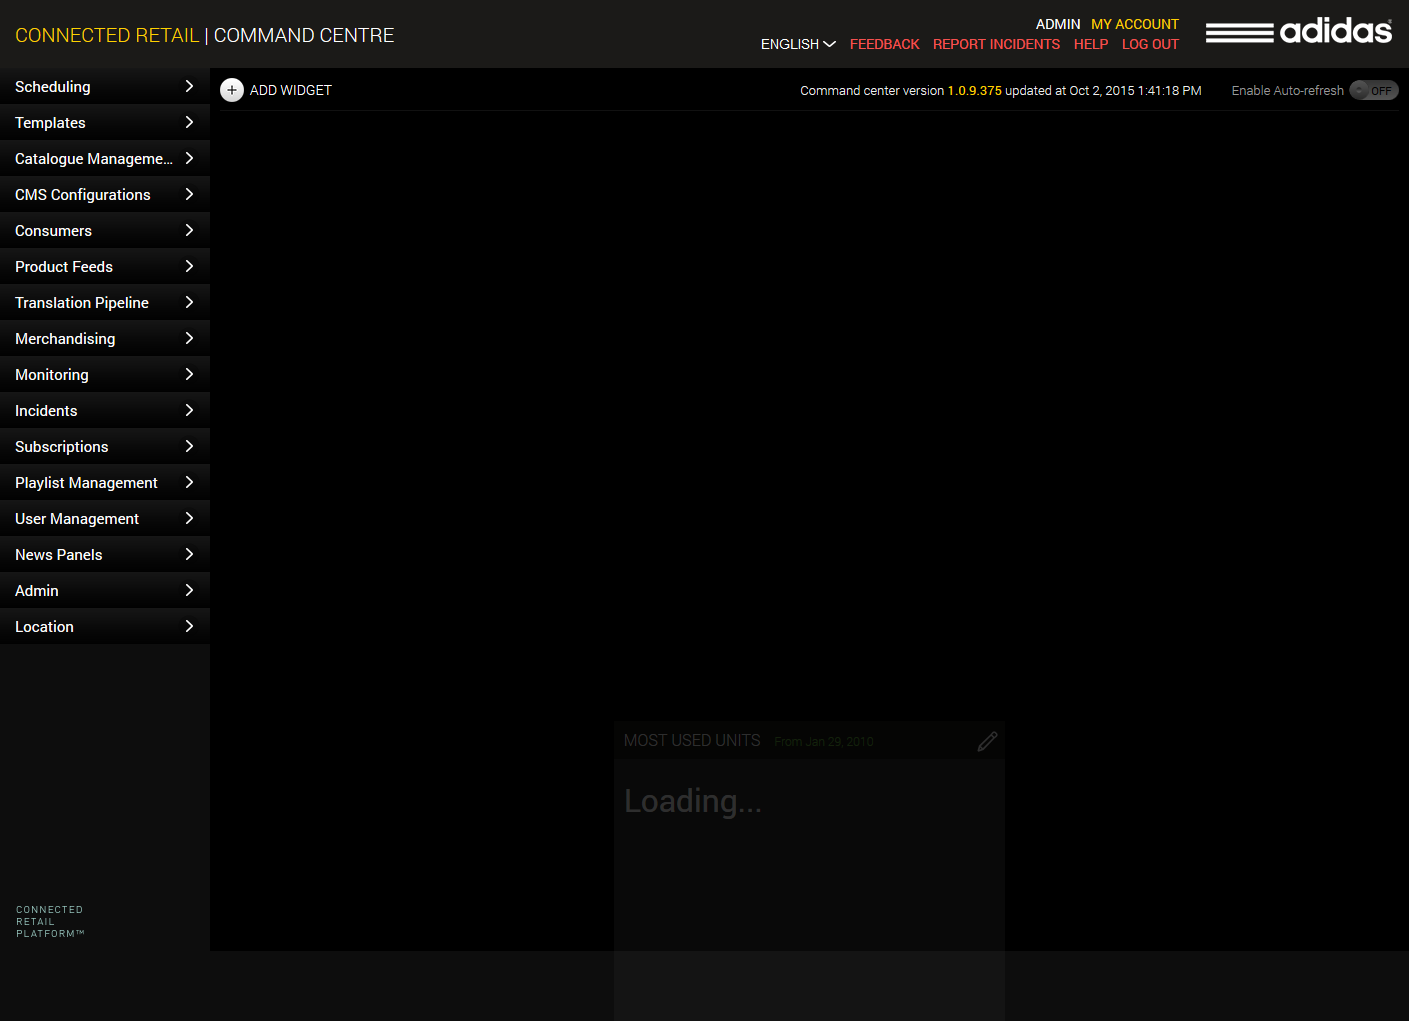 CONNECTED RETAIL | COMMAND CENTRE
ADMIN MY ACCOUNT
ENGLISH FEEDBACK REPORT INCIDENTS HELP LOG OUT
adidas
Scheduling
Templates
Catalogue Manageme...
CMS Configurations
Consumers
Product Feeds
Translation Pipeline
Merchandising
Monitoring
Incidents
Subscriptions
Playlist Management
User Management
News Panels
Admin
Location
CONNECTED
RETAIL
PLATFORM™
ADD WIDGET
Command center version 1.0.9.375 updated at Oct 2, 2015 1:41:18 PM
Enable Auto-refresh OFF
MOST USED UNITS From Jan 29, 2010
Loading...